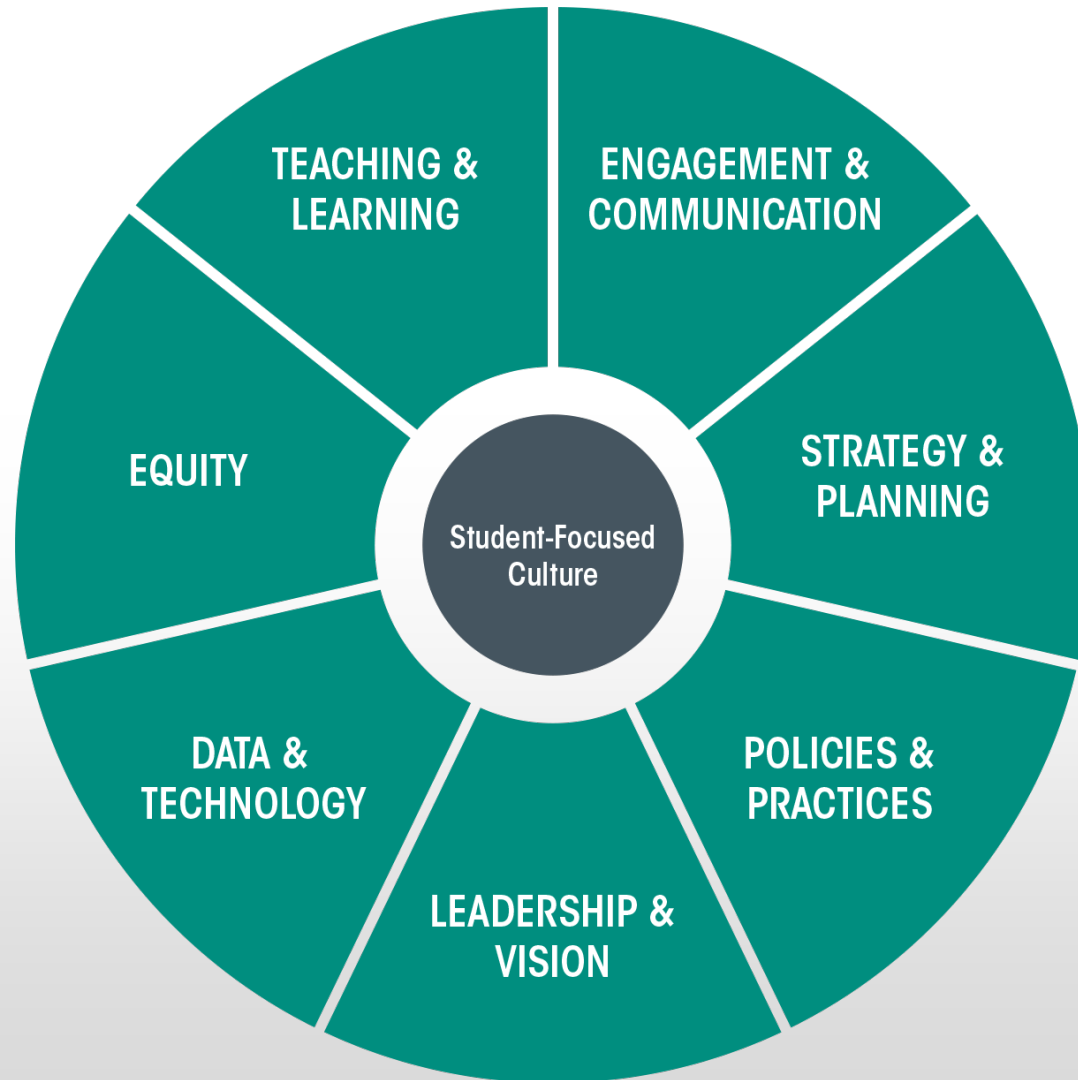 TEACHING &
LEARNING
ENGAGEMENT &
COMMUNICATION
EQUITY
STRATEGY &
PLANNING
Student-Focused
Culture
DATA &
TECHNOLOGY
POLICIES &
PRACTICES
LEADERSHIP &
VISION